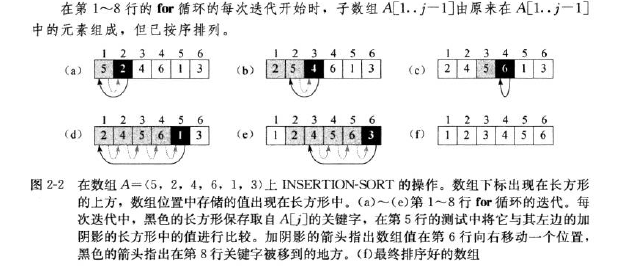 在第 1～8 行的 for 循环的每次迭代开始时，子数组 A[1..j−1]由原来在 A[1..j−1]
中的元素组成，但已按序排列。
1 2 3 4 5 6
(a) 5 2 4 6 1 3
1 2 3 4 5 6
(b) 2 5 4 6 1 3
1 2 3 4 5 6
(c) 2 4 5 6 1 3
1 2 3 4 5 6
(d) 2 4 5 6 1 3
1 2 3 4 5 6
(e) 1 2 4 5 6 3
1 2 3 4 5 6
(f) 1 2 3 4 5 6
图 2-2 在数组 A=〈5，2，4，6，1，3〉上 INSERTION-SORT 的操作。数组下标出现在长方形
的上方，数组位置中存储的值出现在长方形中。(a)～(e)第 1～8 行 for 循环的迭代。每
次迭代中，黑色的长方形保存取自 A[j]的关键字，在第 5 行的测试中将它与其左边的加
阴影的长方形中的值进行比较。加阴影的箭头指出数组值在第 6 行向右移动一个位置，
黑色的箭头指出在第 8 行关键字被移到的地方。(f)最终排序好的数组